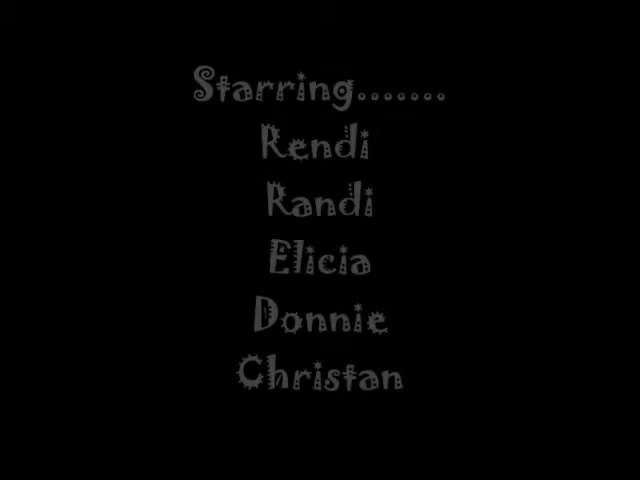 Starring.......
Rendi
Randi
Elicia
Donnie
Christan